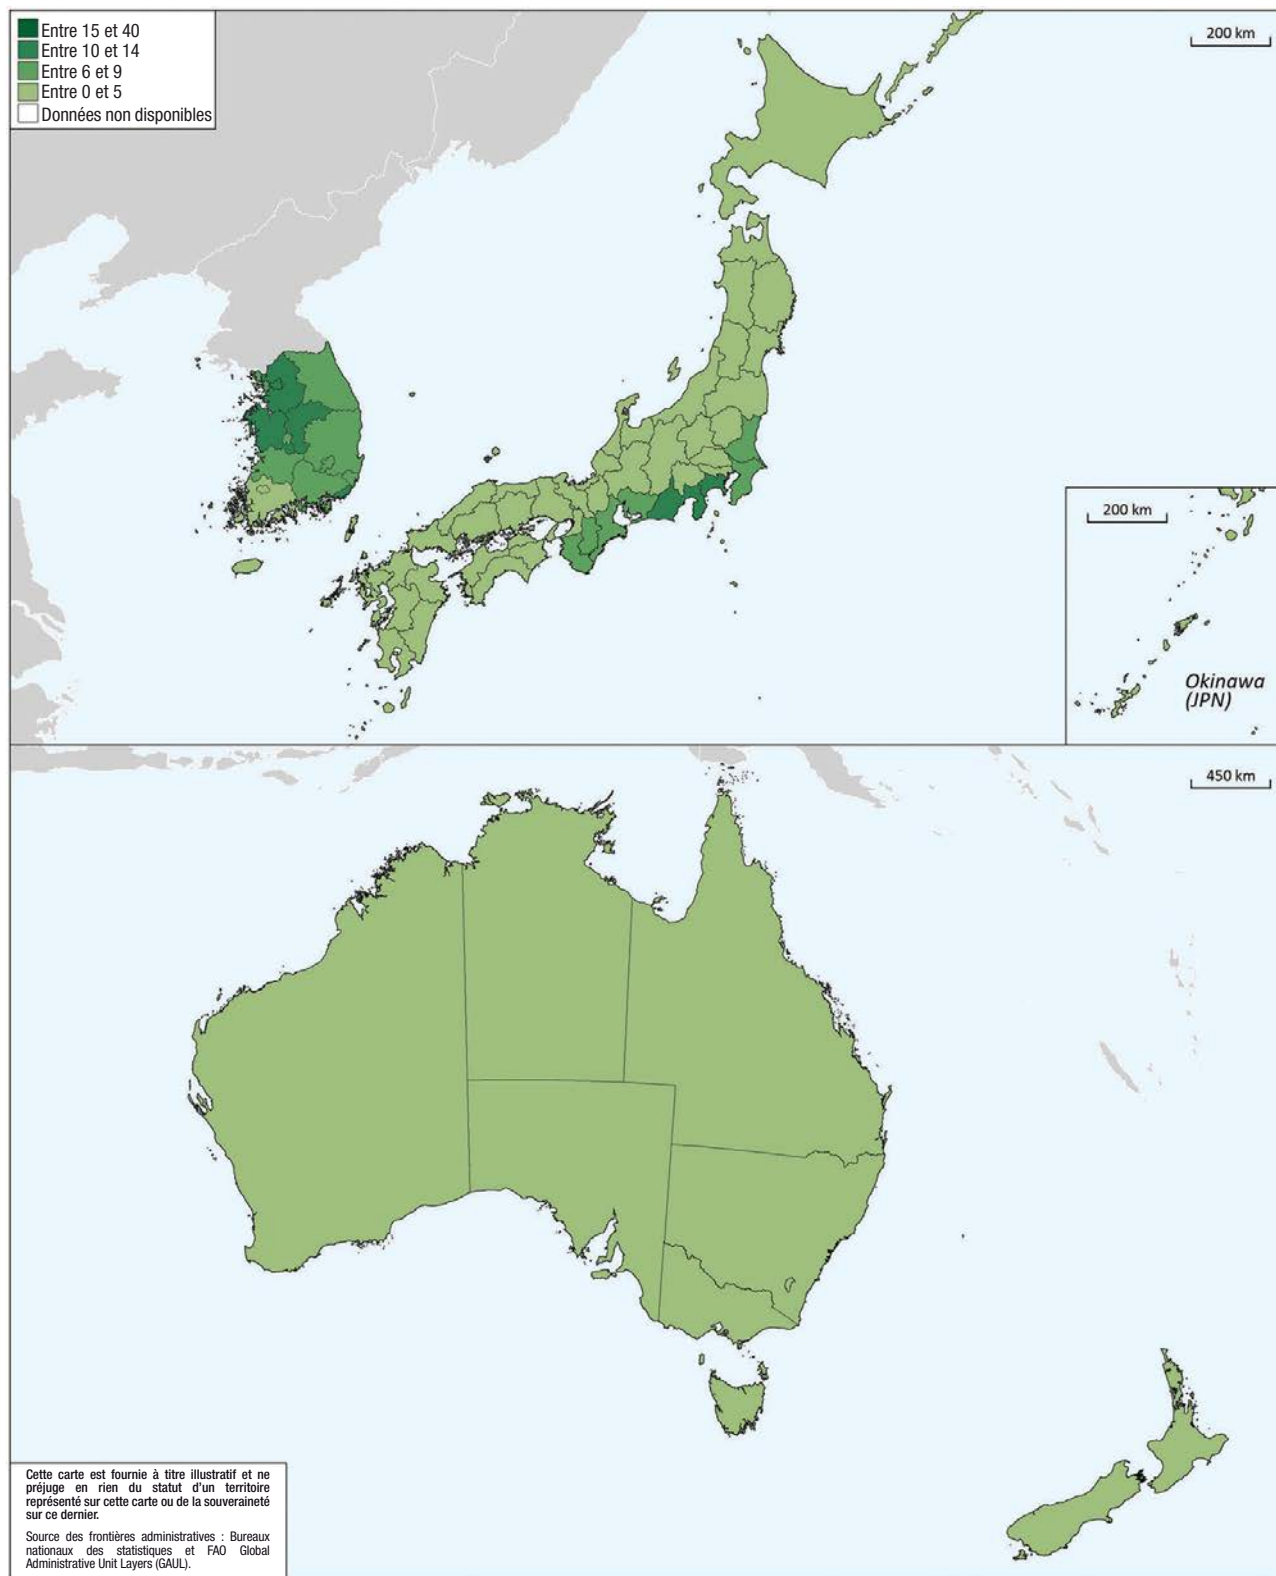 Entre 15 et 40
Entre 10 et 14
Entre 6 et 9
Entre 0 et 5
Données non disponibles
200 km
200 km
Okinawa
(JPN)
450 km
Cette carte est fournie à titre illustratif et ne
préjuge en rien du statut d'un territoire
représenté sur cette carte ou de la souveraineté
sur ce dernier.
Source des frontières administratives : Bureaux
nationaux des statistiques et FAO Global
Administrative Unit Layers (GAUL).